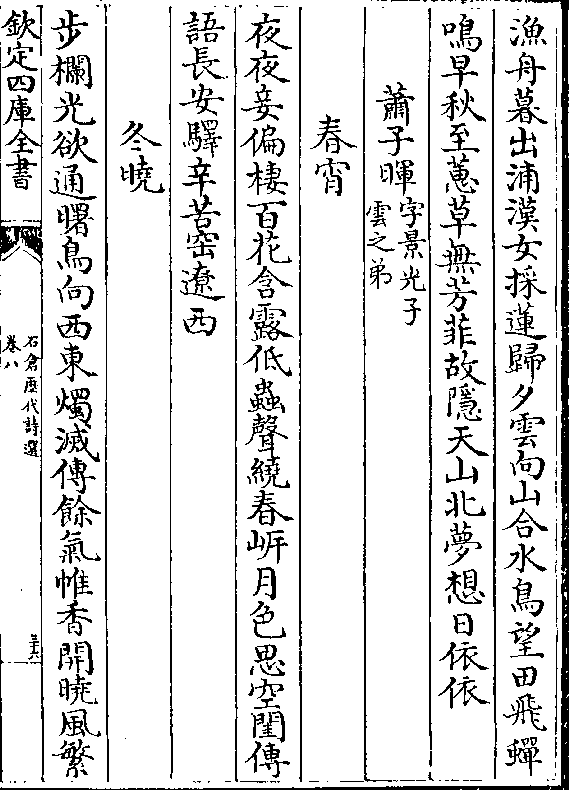 漁舟暮出浦漢女採蓮歸夕雲向山合水鳥望田飛蟬
鳴早秋至蕙草無芳菲故隱天山北夢想日依依
蕭子暉字景光子
雲之弟
春宵
夜夜妾偏棲百花含露低蟲聲繞春岍月色思空閨傳
語長安驛辛苦寄遼西
冬曉
步欄光欲通曙鳥向西東燭滅傳餘氣帷香開曉風繁
欽定四庫全書
石倉歷代詩選
卷八
三六